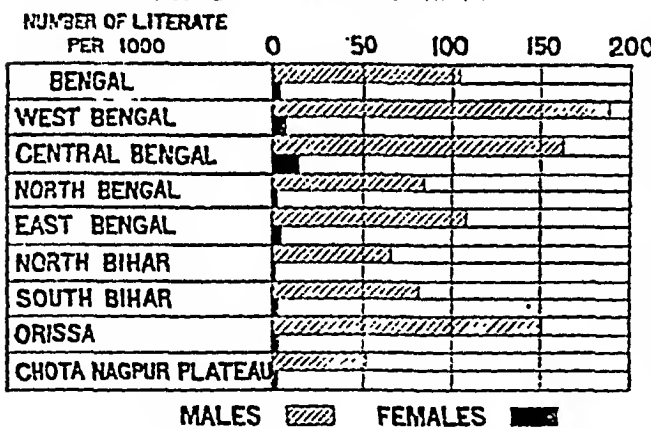 NUMBER OF LITERATE
PER 1000 0 50 100 150 200
BENGAL
WEST BENGAL
CENTRAL BENGAL
NORTH BENGAL
EAST BENGAL
NORTH BIHAR
SOUTH BIHAR
ORISSA
CHOTA NAGPUR PLATEAU
MALES FEMALES